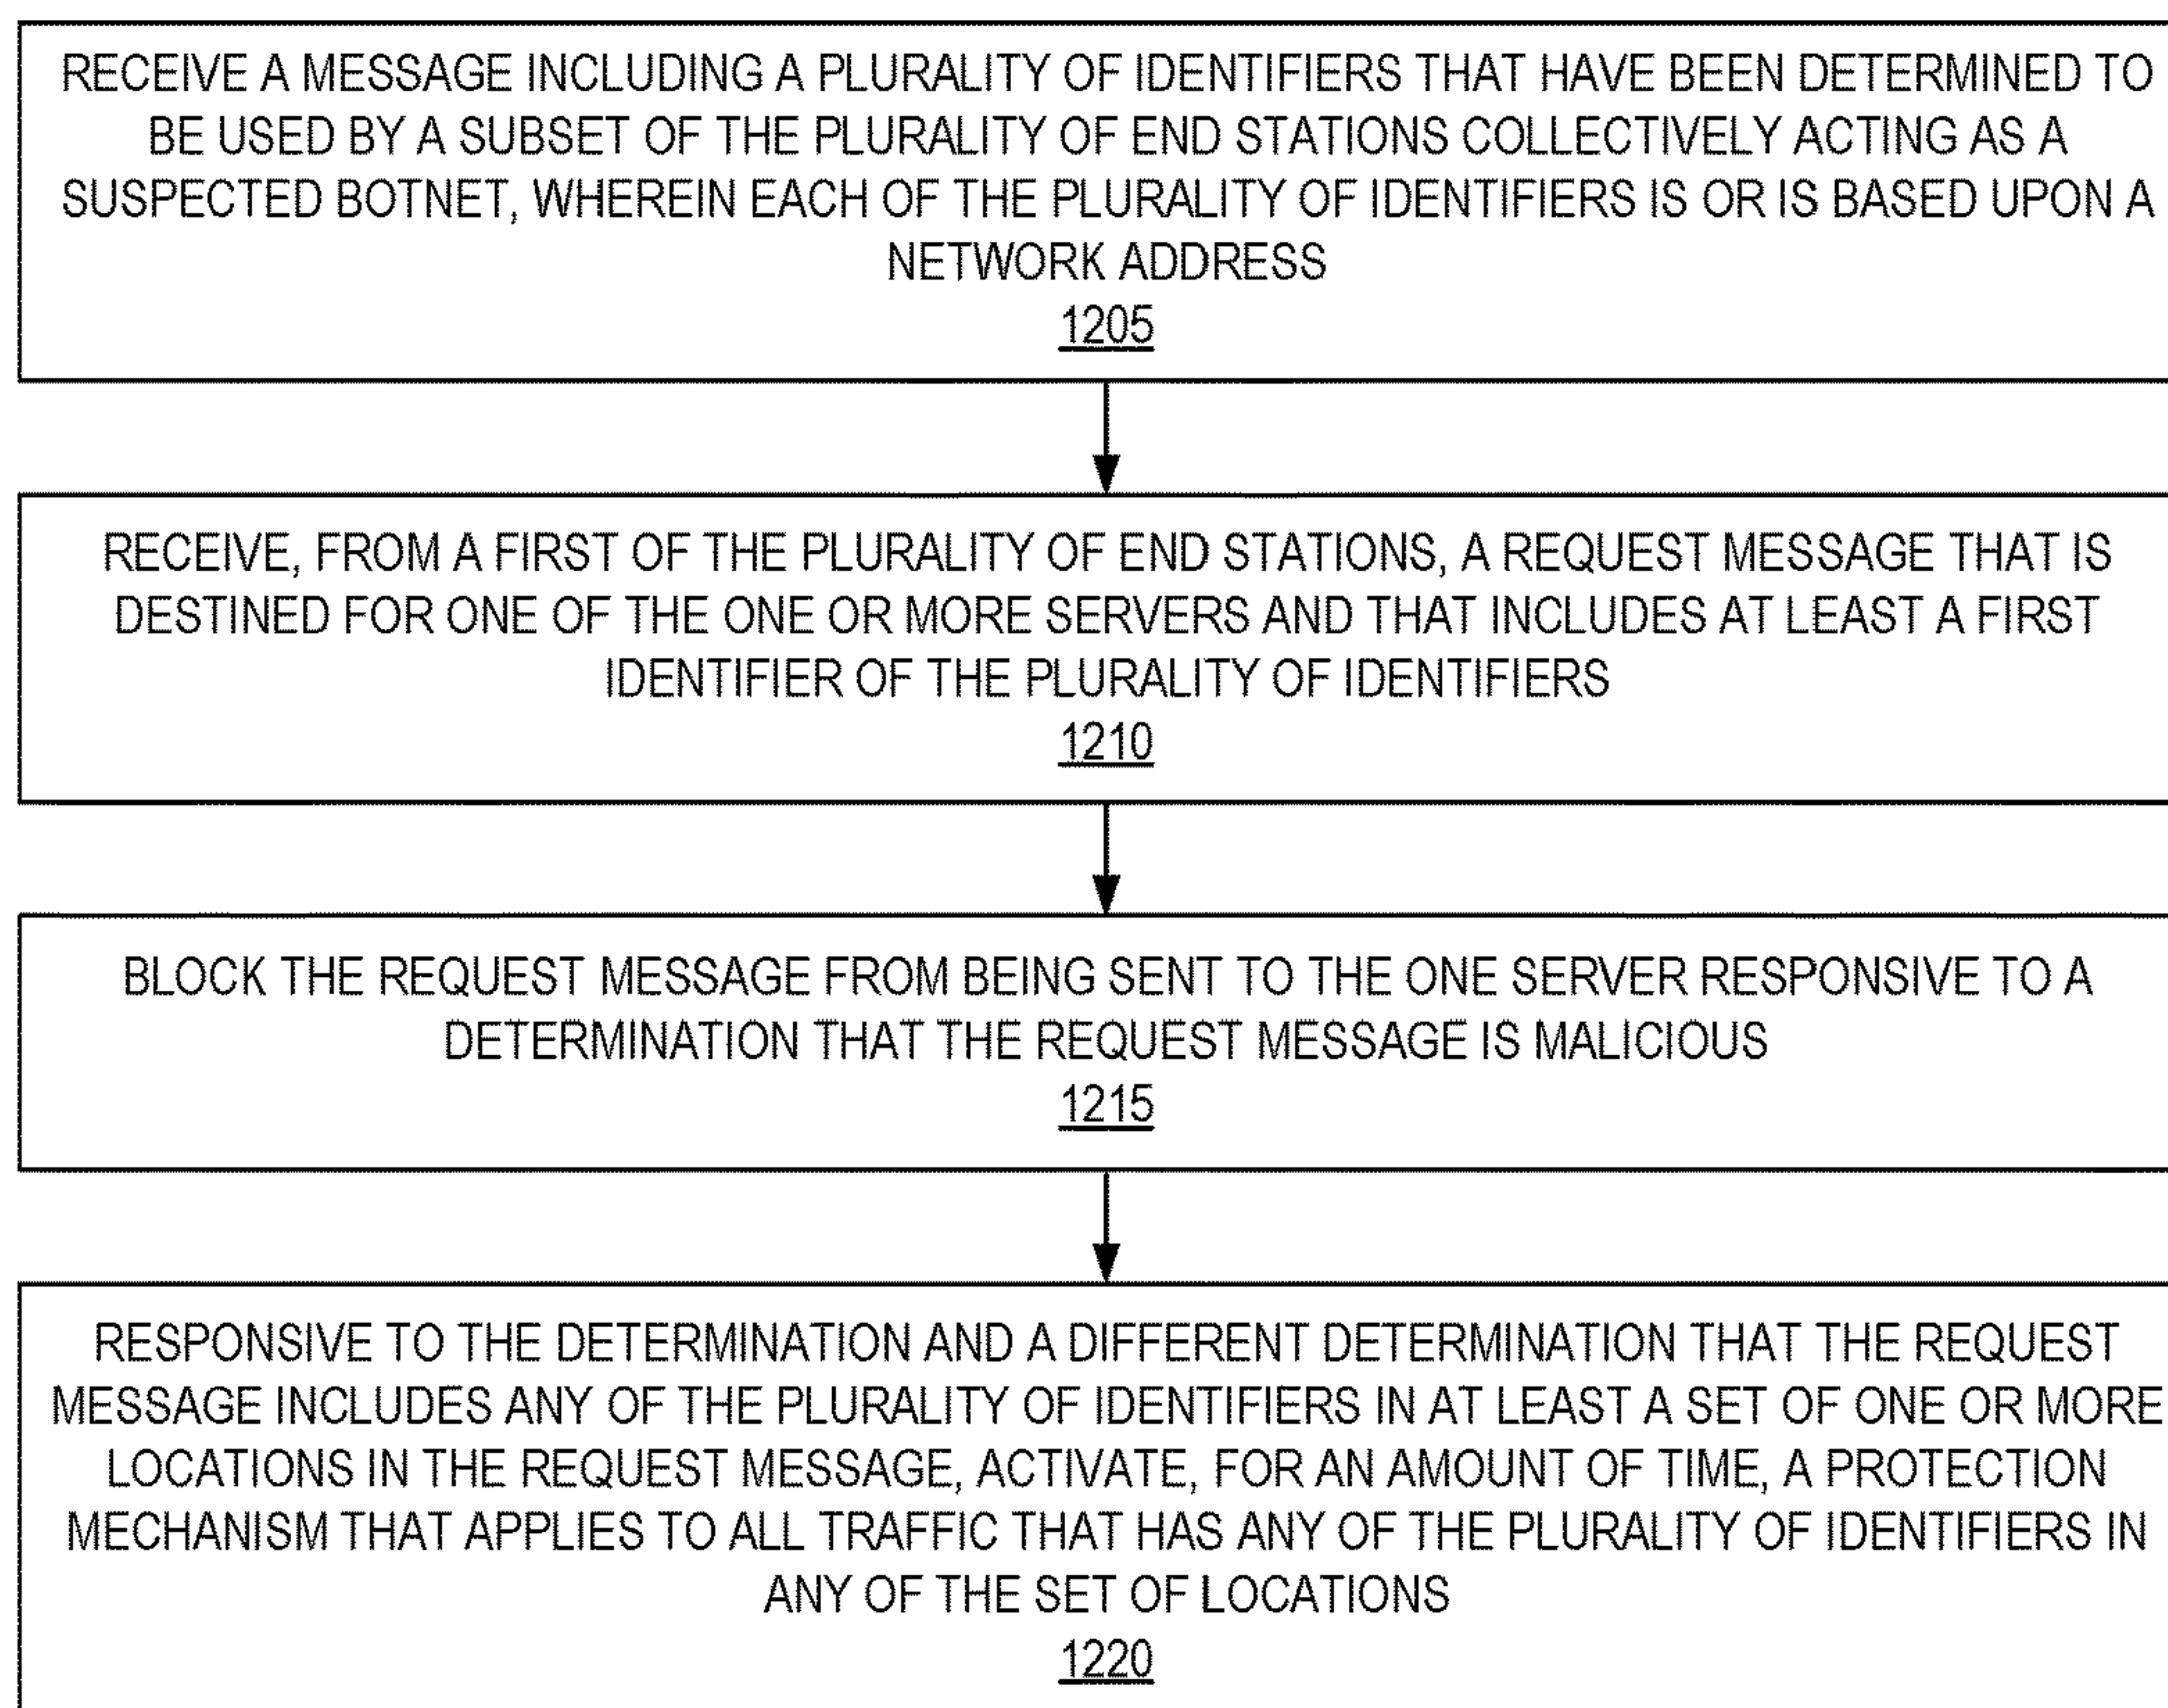 RECEIVE A MESSAGE INCLUDING A PLURALITY OF IDENTIFIERS THAT HAVE BEEN DETERMINED TO
BE USED BY A SUBSET OF THE PLURALITY OF END STATIONS COLLECTIVELY ACTING AS A
SUSPECTED BOTNET, WHEREIN EACH OF THE PLURALITY OF IDENTIFIERS IS OR IS BASED UPON A
NETWORK ADDRESS
1205
RECEIVE, FROM A FIRST OF THE PLURALITY OF END STATIONS, A REQUEST MESSAGE THAT IS
DESTINED FOR ONE OF THE ONE OR MORE SERVERS AND THAT INCLUDES AT LEAST A FIRST
IDENTIFIER OF THE PLURALITY OF IDENTIFIERS
1210
BLOCK THE REQUEST MESSAGE FROM BEING SENT TO THE ONE SERVER RESPONSIVE TO A
DETERMINATION THAT THE REQUEST MESSAGE IS MALICIOUS
1215
RESPONSIVE TO THE DETERMINATION AND A DIFFERENT DETERMINATION THAT THE REQUEST
MESSAGE INCLUDES ANY OF THE PLURALITY OF IDENTIFIERS IN AT LEAST A SET OF ONE OR MORE
LOCATIONS IN THE REQUEST MESSAGE, ACTIVATE, FOR AN AMOUNT OF TIME, A PROTECTION
MECHANISM THAT APPLIES TO ALL TRAFFIC THAT HAS ANY OF THE PLURALITY OF IDENTIFIERS IN
ANY OF THE SET OF LOCATIONS
1220